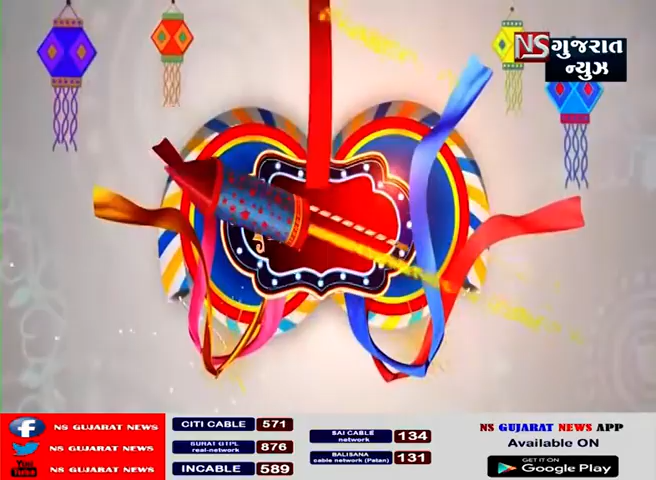 NS ગુજરાત
ન્યુઝ
NS GUJARAT NEWS
NS GUJARAT NEWS
You Tube NS GUJARAT NEWS
CITI CABLE 571
SURAT GTPL
real-network 876
INCABLE 589
SAI CABLE
network 134
BALISANA
cable network (Patan) 131
NS GUJARAT NEWS APP
Available ON
GET IT ON
Google Play